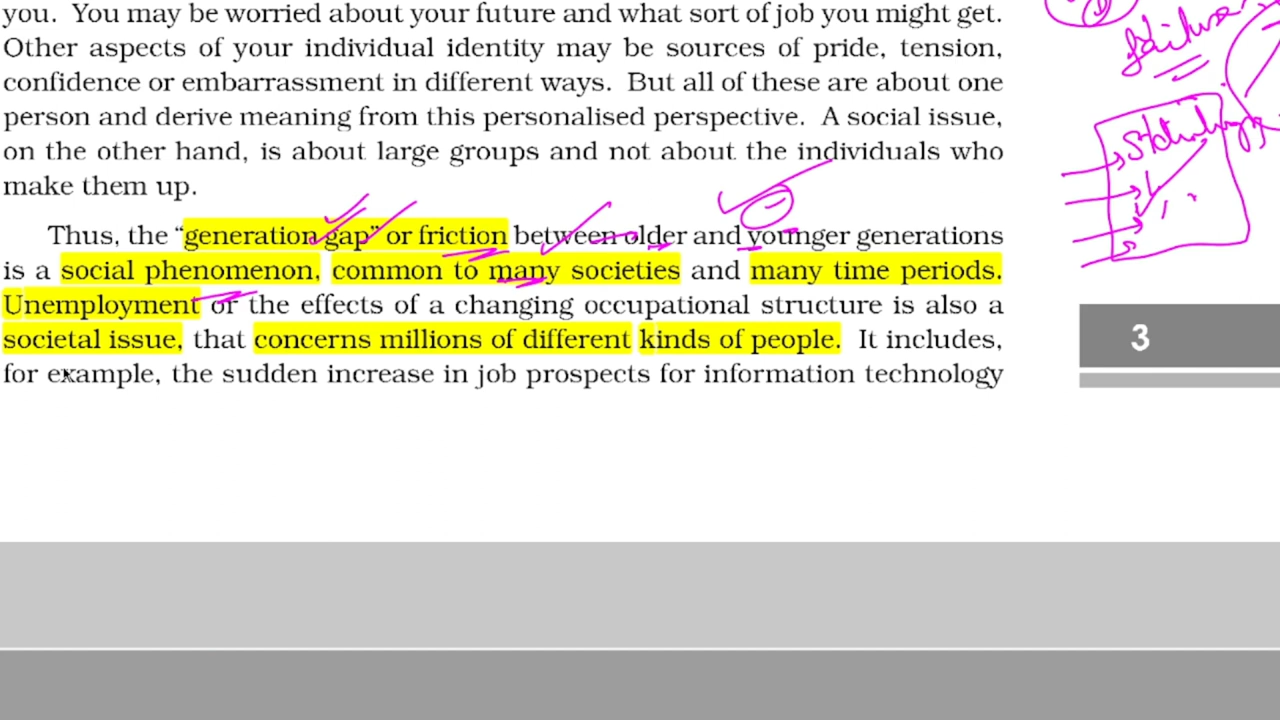 you. You may be worried about your future and what sort of job you might get.
Other aspects of your individual identity may be sources of pride, tension,
confidence or embarrassment in different ways. But all of these are about one
person and derive meaning from this personalised perspective. A social issue,
on the other hand, is about large groups and not about the individuals who
make them up.
Thus, the “generation gap” or friction between older and younger generations
is a social phenomenon, common to many societies and many time periods.
Unemployment or the effects of a changing occupational structure is also a
societal issue, that concerns millions of different kinds of people. It includes,
for example, the sudden increase in job prospects for information technology
3